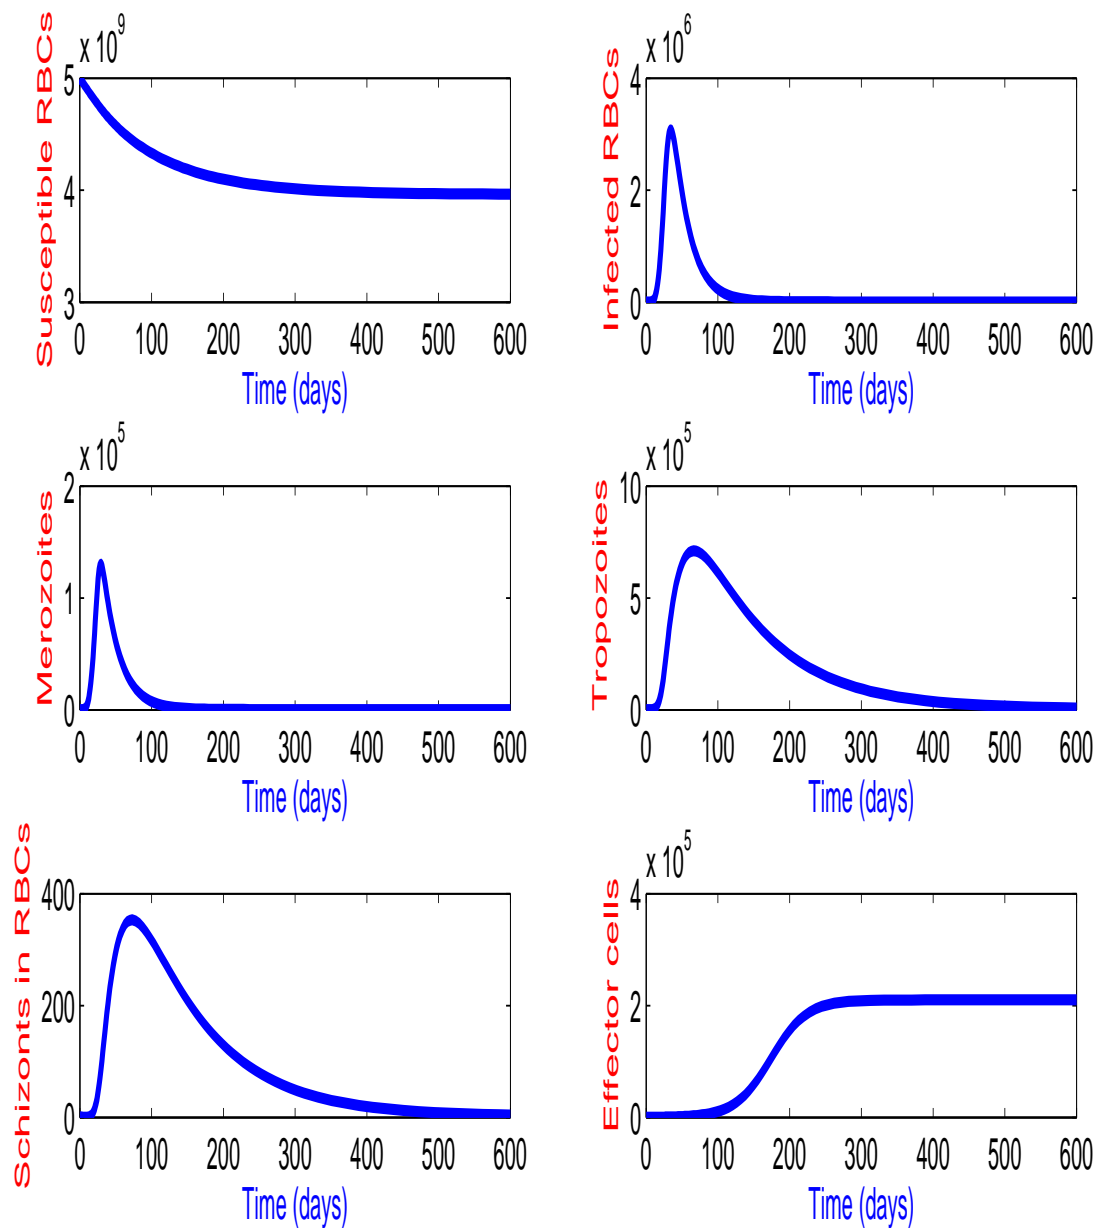 x 10^9
Susceptible RBCs
5
4
3
0 100 200 300 400 500 600
Time (days)
x 10^6
Infected RBCs
4
2
0
0 100 200 300 400 500 600
Time (days)
x 10^5
Merozoites
2
1
0
0 100 200 300 400 500 600
Time (days)
x 10^5
Tropozoites
10
5
0
0 100 200 300 400 500 600
Time (days)
Schizonts in RBCs
400
200
0
0 100 200 300 400 500 600
Time (days)
x 10^5
Effector cells
4
2
0
0 100 200 300 400 500 600
Time (days)